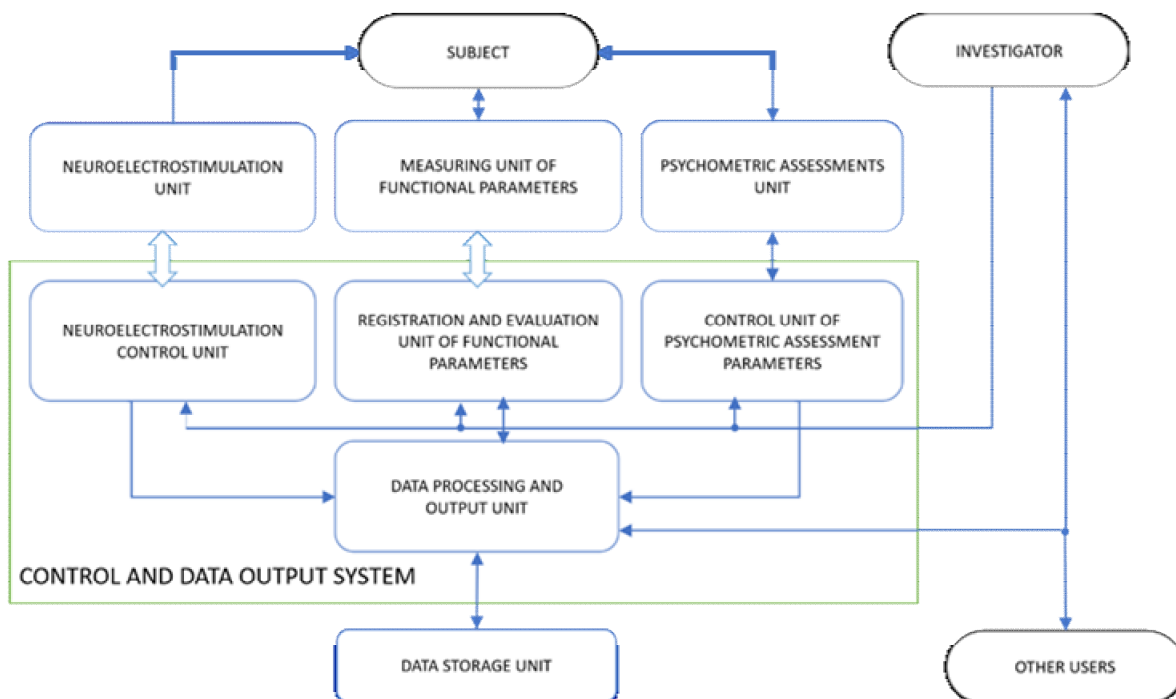 SUBJECT
INVESTIGATOR
NEUROELECTROSTIMULATION
UNIT
MEASURING UNIT OF
FUNCTIONAL PARAMETERS
PSYCHOMETRIC ASSESSMENTS
UNIT
NEUROELECTROSTIMULATION
CONTROL UNIT
REGISTRATION AND EVALUATION
UNIT OF FUNCTIONAL
PARAMETERS
CONTROL UNIT OF
PSYCHOMETRIC ASSESSMENT
PARAMETERS
DATA PROCESSING AND
OUTPUT UNIT
CONTROL AND DATA OUTPUT SYSTEM
DATA STORAGE UNIT
OTHER USERS